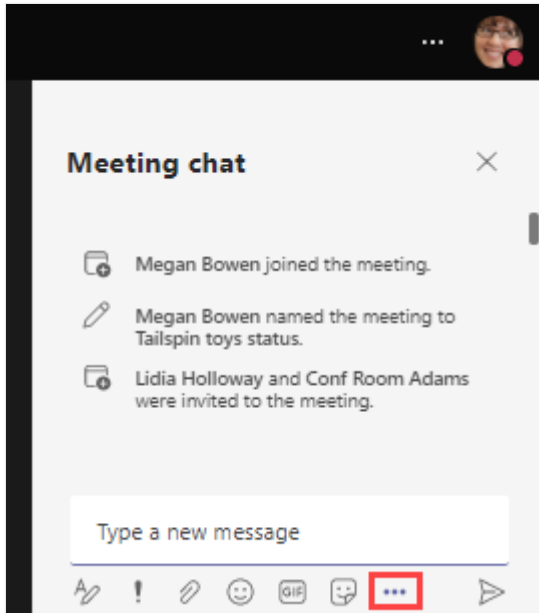 Meeting chat
Megan Bowen joined the meeting.
Megan Bowen named the meeting to
Tailspin toys status.
Lidia Holloway and Conf Room Adams
were invited to the meeting.
Type a new message
GIF